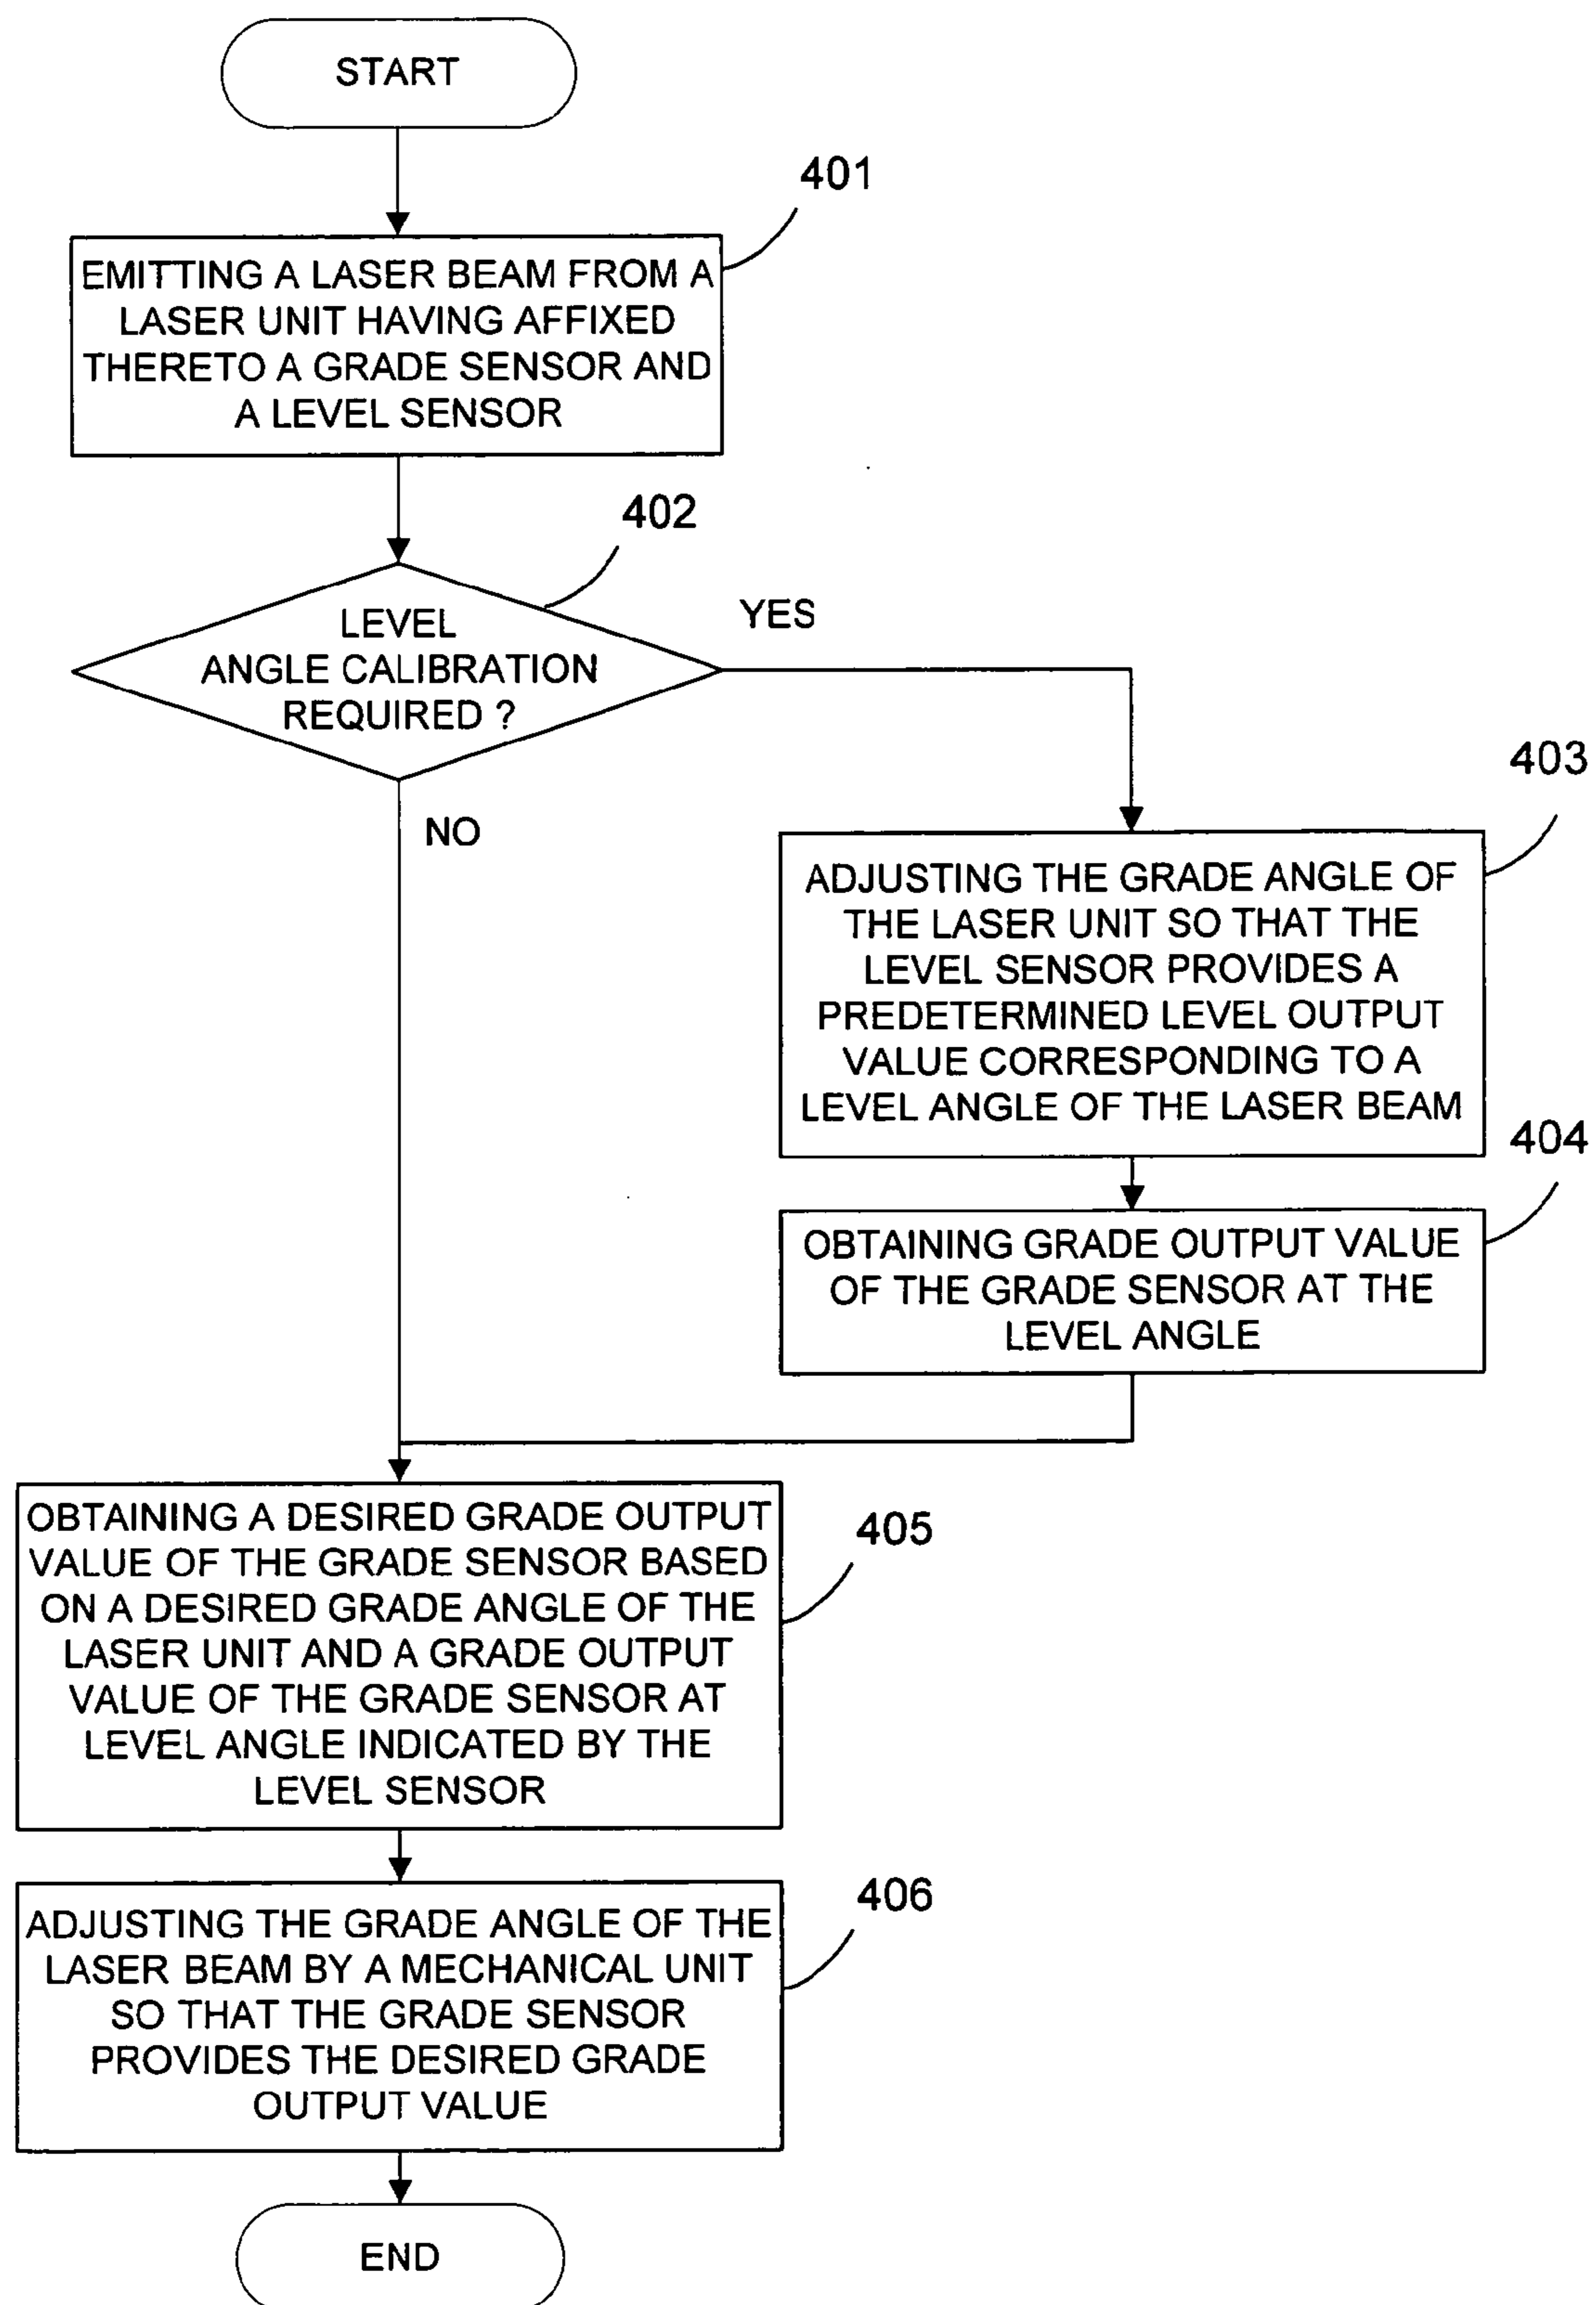 START
401
EMITTING A LASER BEAM FROM A
LASER UNIT HAVING AFFIXED
THERETO A GRADE SENSOR AND
A LEVEL SENSOR
402
LEVEL
ANGLE CALIBRATION
REQUIRED ?
YES
NO
403
ADJUSTING THE GRADE ANGLE OF
THE LASER UNIT SO THAT THE
LEVEL SENSOR PROVIDES A
PREDETERMINED LEVEL OUTPUT
VALUE CORRESPONDING TO A
LEVEL ANGLE OF THE LASER BEAM
404
OBTAINING GRADE OUTPUT VALUE
OF THE GRADE SENSOR AT THE
LEVEL ANGLE
405
OBTAINING A DESIRED GRADE OUTPUT
VALUE OF THE GRADE SENSOR BASED
ON A DESIRED GRADE ANGLE OF THE
LASER UNIT AND A GRADE OUTPUT
VALUE OF THE GRADE SENSOR AT
LEVEL ANGLE INDICATED BY THE
LEVEL SENSOR
406
ADJUSTING THE GRADE ANGLE OF THE
LASER BEAM BY A MECHANICAL UNIT
SO THAT THE GRADE SENSOR
PROVIDES THE DESIRED GRADE
OUTPUT VALUE
END